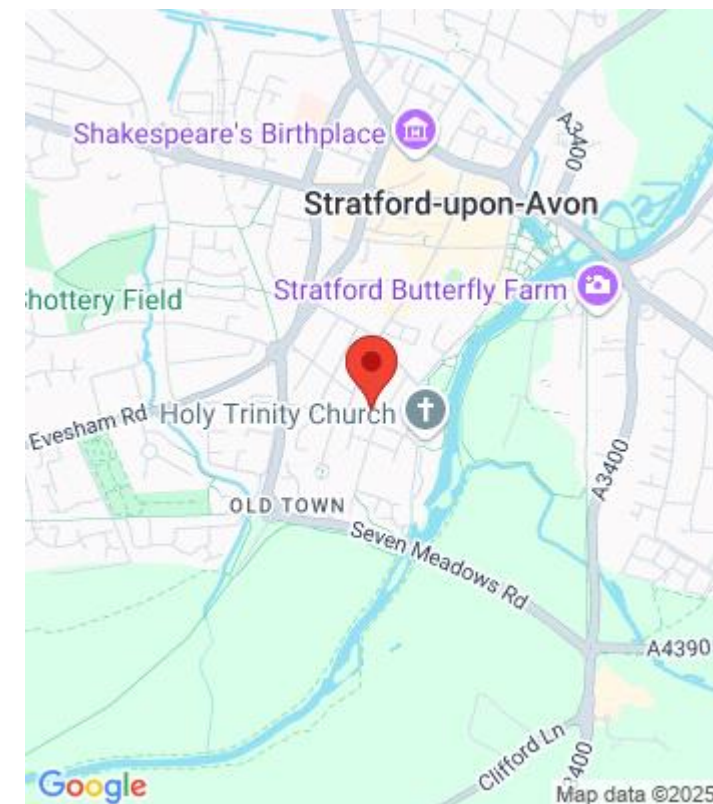 A3400
Shakespeare's Birthplace
Stratford-upon-Avon
Stratford Butterfly Farm
hottery Field
Evesham Rd
Holy Trinity Church
A3400
OLD TOWN
Seven Meadows Rd
A4390
Clifford Ln
3400
Google
Map data ©2025